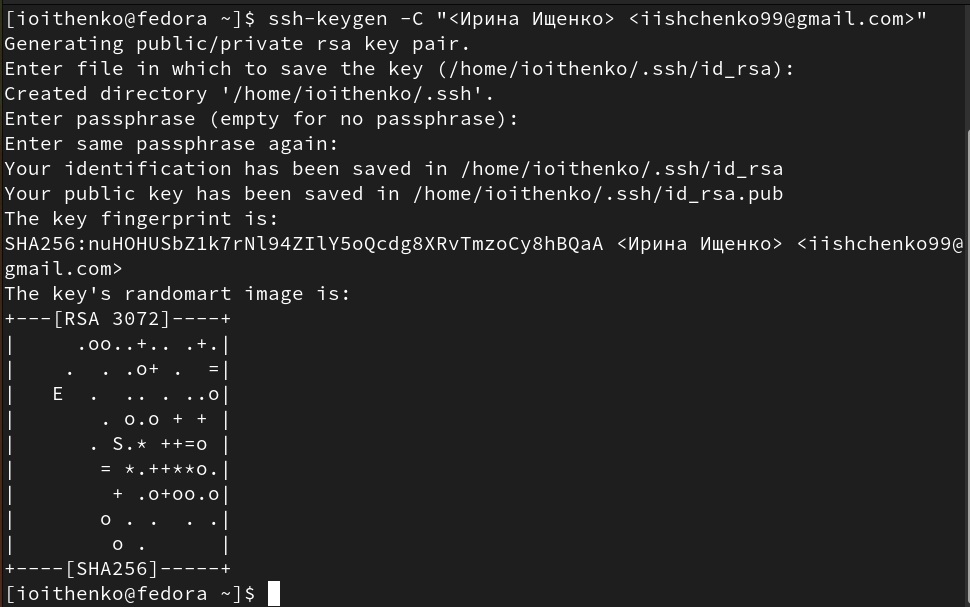 [ioithenko@fedora ~]$ ssh-keygen -C "<Ирина Ищенко> <iishchenko99@gmail.com>"
Generating public/private rsa key pair.
Enter file in which to save the key (/home/ioithenko/.ssh/id_rsa):
Created directory '/home/ioithenko/.ssh'.
Enter passphrase (empty for no passphrase):
Enter same passphrase again:
Your identification has been saved in /home/ioithenko/.ssh/id_rsa
Your public key has been saved in /home/ioithenko/.ssh/id_rsa.pub
The key fingerprint is:
SHA256:nuHOHUSbZ1k7rNl94ZIlY5oQcdg8XRvTmzoCy8hBQaA <Ирина Ищенко> <iishchenko99@
gmail.com>
The key's randomart image is:
+---[RSA 3072]----+
|     .oo..+.. .+.|
|    .  . .o+ .  =|
|   E  .  .. . ..o|
|       . o.o + + |
|      . S.* ++=o |
|       = *.++**o.|
|        + .o+oo.o|
|       o . .  . .|
|        o .      |
+----[SHA256]-----+
[ioithenko@fedora ~]$